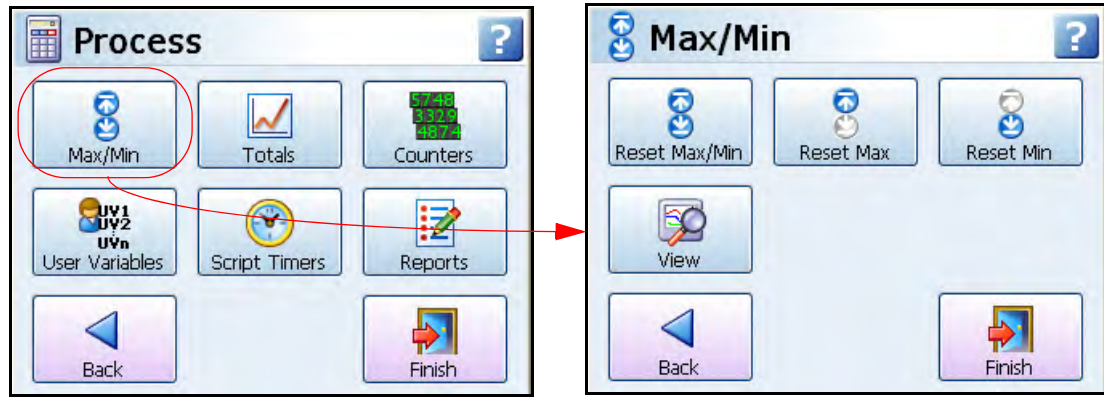 Process
?
Max/Min
Totals
5748
3329
4874
Counters
UV1
UV2
UVn
User Variables
Script Timers
Reports
Back
Finish
Max/Min
?
Reset Max/Min
Reset Max
Reset Min
View
Back
Finish